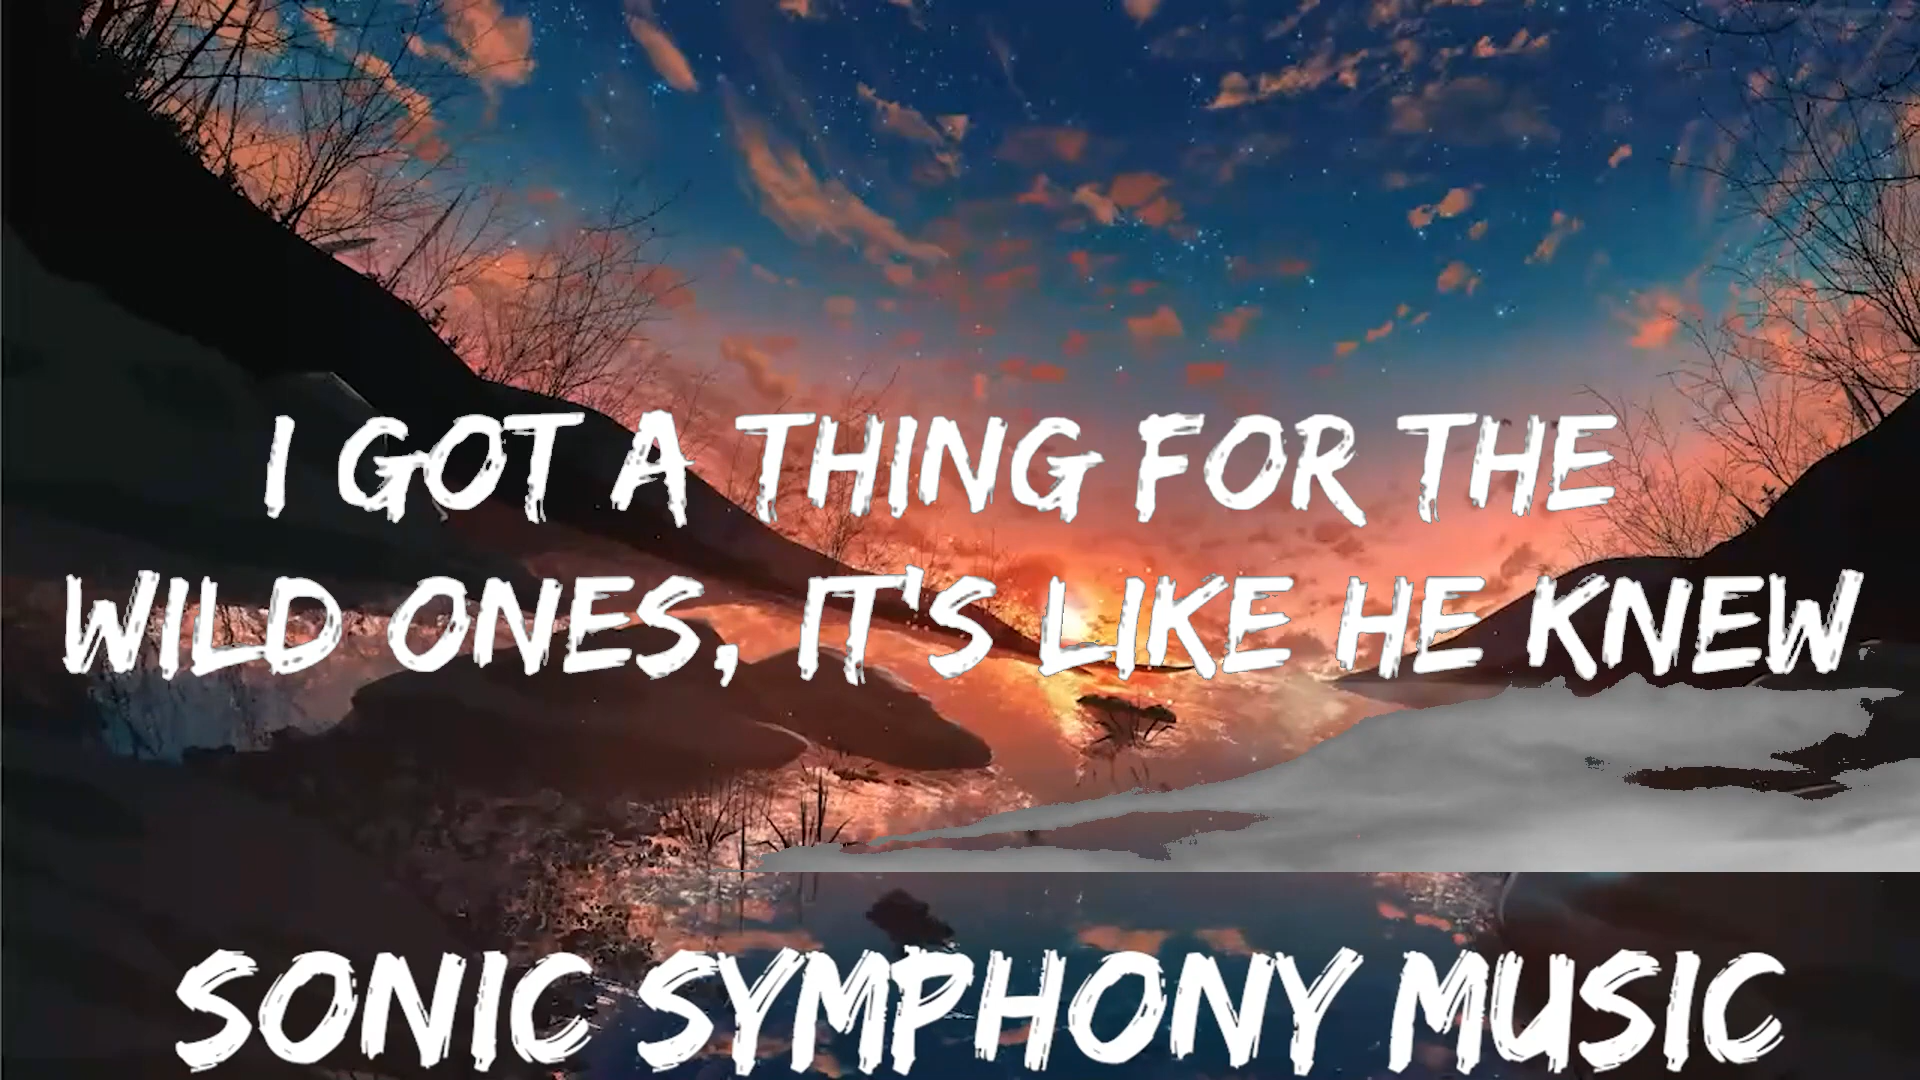 I GOT A THING FOR THE
WILD ONES, IT'S LIKE HE KNEW
SONIC SYMPHONY MUSIC